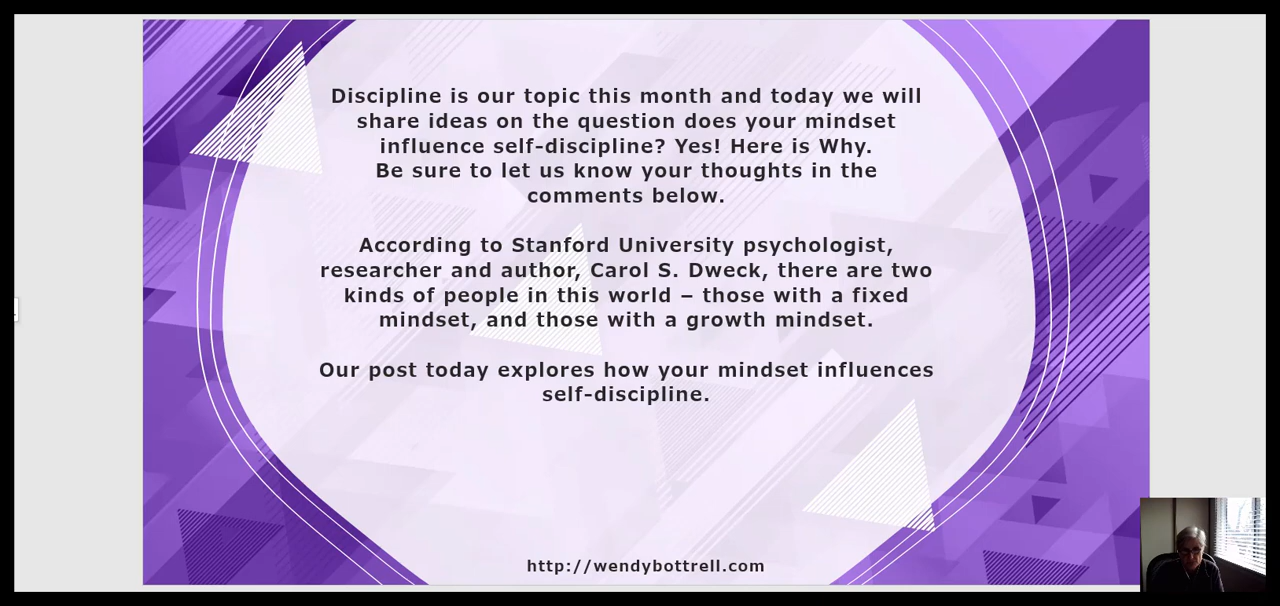 Discipline is our topic this month and today we will
share ideas on the question does your mindset
influence self-discipline? Yes! Here is Why.
Be sure to let us know your thoughts in the
comments below.
According to Stanford University psychologist,
researcher and author, Carol S. Dweck, there are two
kinds of people in this world – those with a fixed
mindset, and those with a growth mindset.
Our post today explores how your mindset influences
self-discipline.
http://wendybottrell.com